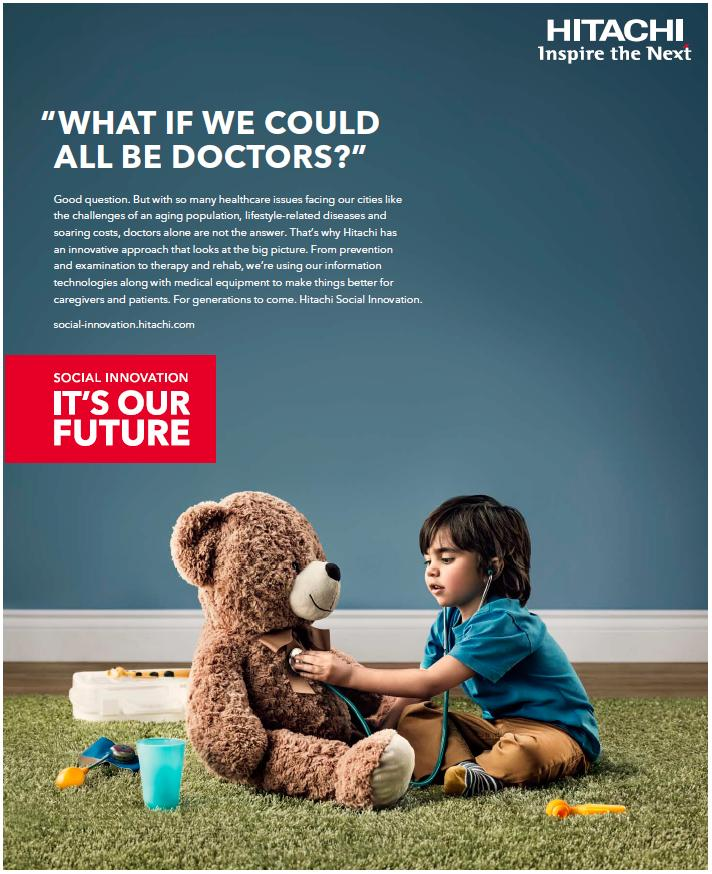 HITACHI
Inspire the Next
“WHAT IF WE COULD
ALL BE DOCTORS?”
Good question. But with so many healthcare issues facing our cities like
the challenges of an aging population, lifestyle-related diseases and
soaring costs, doctors alone are not the answer. That’s why Hitachi has
an innovative approach that looks at the big picture. From prevention
and examination to therapy and rehab, we’re using our information
technologies along with medical equipment to make things better for
caregivers and patients. For generations to come. Hitachi Social Innovation.
social-innovation.hitachi.com
SOCIAL INNOVATION
IT’S OUR
FUTURE